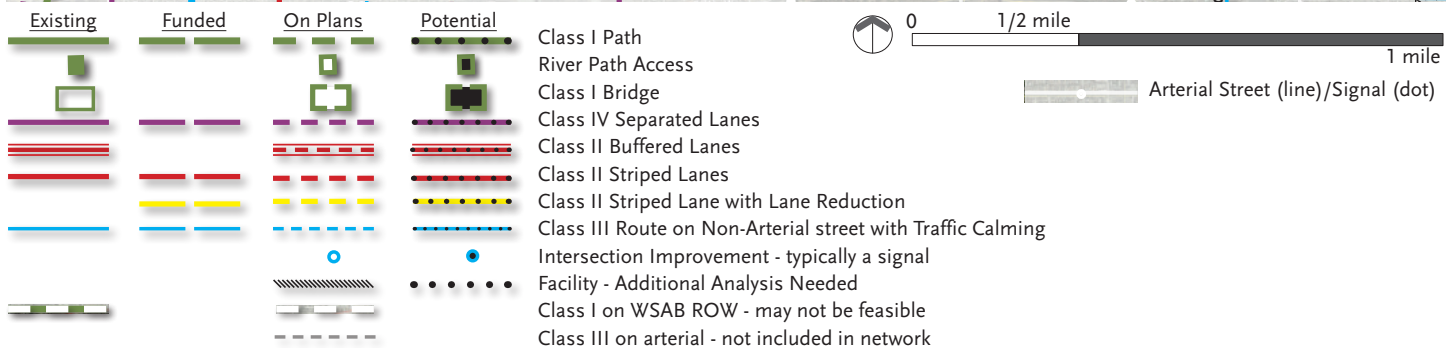 Existing Funded On Plans Potential
0 1/2 mile
1 mile
Class I Path
River Path Access
Class I Bridge
Arterial Street (line)/Signal (dot)
Class IV Separated Lanes
Class II Buffered Lanes
Class II Striped Lanes
Class II Striped Lane with Lane Reduction
Class III Route on Non-Arterial street with Traffic Calming
Intersection Improvement - typically a signal
Facility - Additional Analysis Needed
Class I on WSAB ROW - may not be feasible
Class III on arterial - not included in network